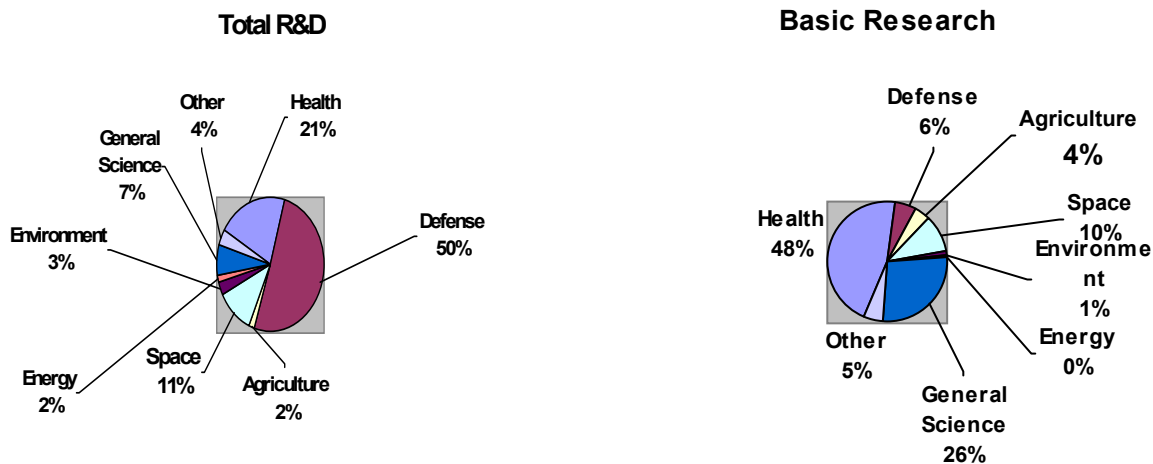 Total R&D
Other
4%
Health
21%
General
Science
7%
Environment
3%
Defense
50%
Energy
2%
Space
11%
Agriculture
2%
Basic Research
Defense
6%
Agriculture
4%
Health
48%
Space
10%
Environme
nt
1%
Energy
0%
Other
5%
General
Science
26%